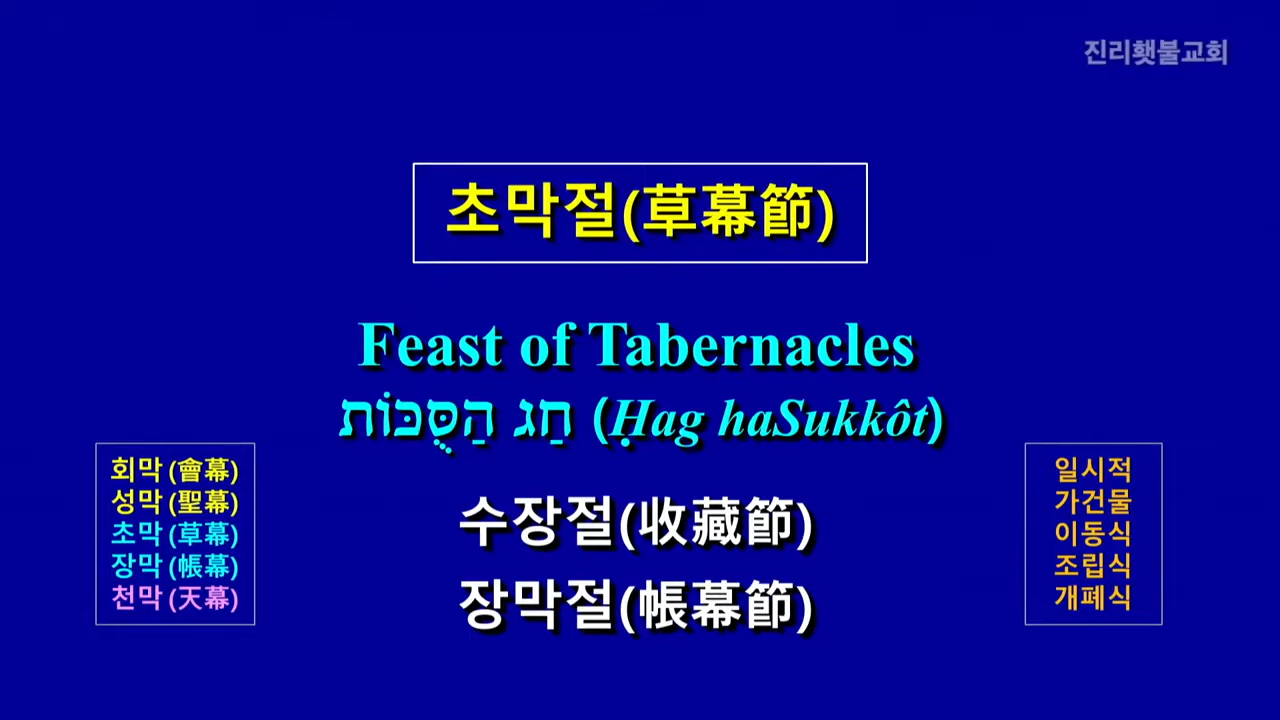 진리횃불교회
초막절(草幕節)
Feast of Tabernacles
חַג הַסֻּכּוֹת (Ḥag haSukkôt)
수장절(收藏節)
장막절(帳幕節)
회막(會幕)
성막(聖幕)
초막(草幕)
장막(帳幕)
천막(天幕)
일시적
가건물
이동식
조립식
개폐식